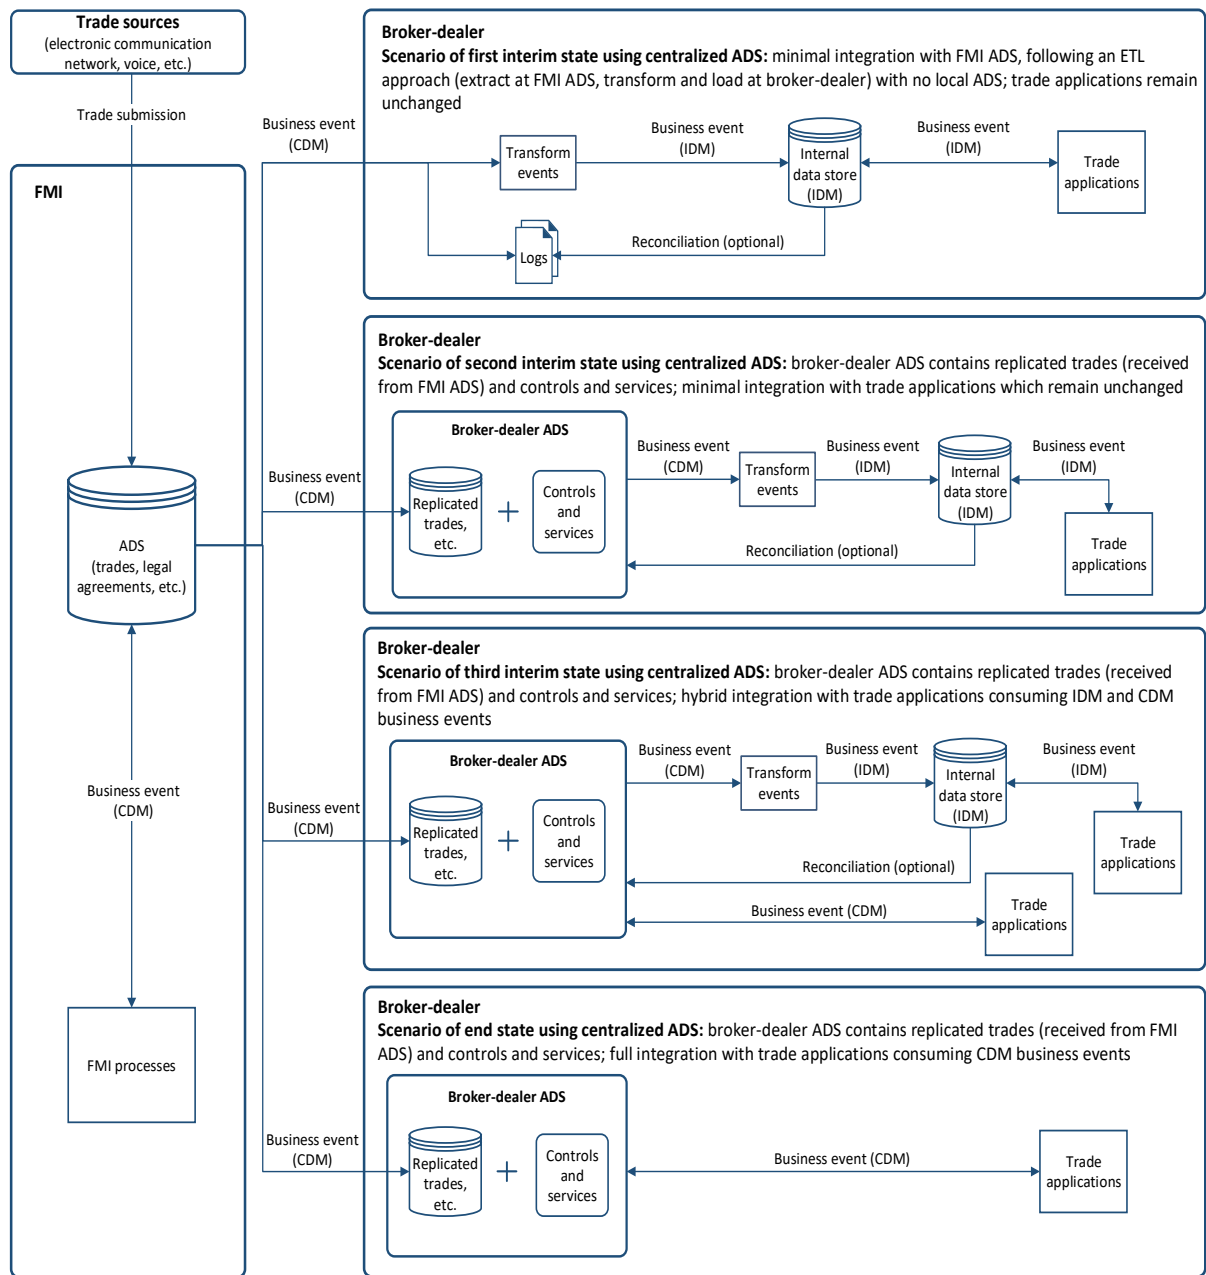 Trade sources
(electronic communication
network, voice, etc.)
Trade submission
FMI
ADS
(trades, legal
agreements, etc.)
Business event
(CDM)
FMI processes
Broker-dealer
Scenario of first interim state using centralized ADS: minimal integration with FMI ADS, following an ETL
approach (extract at FMI ADS, transform and load at broker-dealer) with no local ADS; trade applications remain
unchanged
Business event
(CDM)
Transform
events
Business event
(IDM)
Internal
data store
(IDM)
Business event
(IDM)
Trade
applications
Logs
Reconciliation (optional)
Broker-dealer
Scenario of second interim state using centralized ADS: broker-dealer ADS contains replicated trades (received
from FMI ADS) and controls and services; minimal integration with trade applications which remain unchanged
Business event
(CDM)
Broker-dealer ADS
Replicated
trades,
etc.
+
Controls
and
services
Business event
(CDM)
Transform
events
Business event
(IDM)
Internal
data store
(IDM)
Business event
(IDM)
Trade
applications
Reconciliation (optional)
Broker-dealer
Scenario of third interim state using centralized ADS: broker-dealer ADS contains replicated trades (received
from FMI ADS) and controls and services; hybrid integration with trade applications consuming IDM and CDM
business events
Business event
(CDM)
Broker-dealer ADS
Replicated
trades,
etc.
+
Controls
and
services
Business event
(CDM)
Transform
events
Business event
(IDM)
Internal
data store
(IDM)
Business event
(IDM)
Trade
applications
Reconciliation (optional)
Business event (CDM)
Trade
applications
Broker-dealer
Scenario of end state using centralized ADS: broker-dealer ADS contains replicated trades (received from FMI
ADS) and controls and services; full integration with trade applications consuming CDM business events
Business event
(CDM)
Broker-dealer ADS
Replicated
trades,
etc.
+
Controls
and
services
Business event (CDM)
Trade
applications